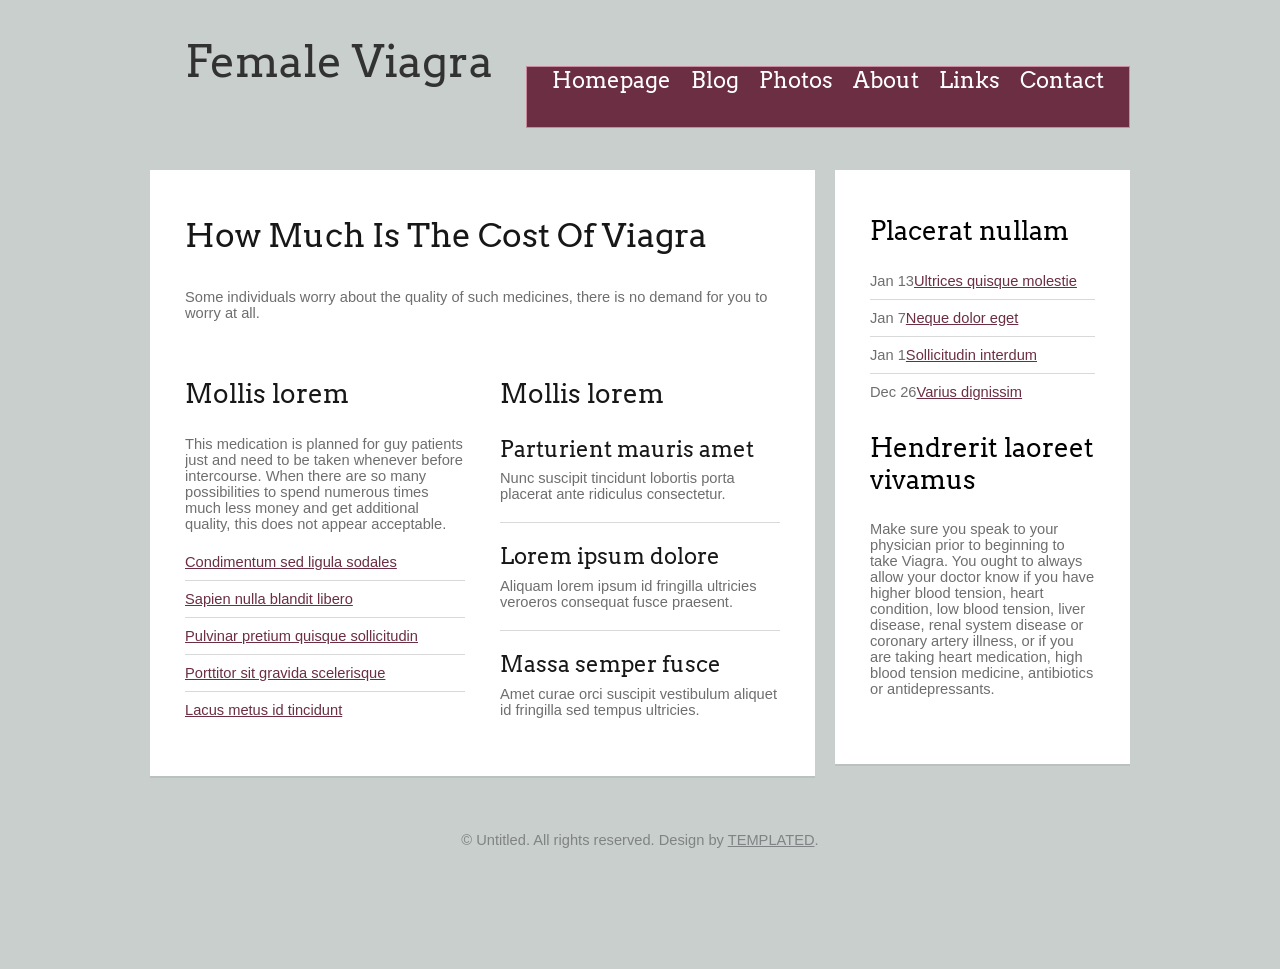 Female Viagra
Homepage Blog Photos About Links Contact
How Much Is The Cost Of Viagra
Some individuals worry about the quality of such medicines, there is no demand for you to
worry at all.
Mollis lorem
This medication is planned for guy patients
just and need to be taken whenever before
intercourse. When there are so many
possibilities to spend numerous times
much less money and get additional
quality, this does not appear acceptable.
Condimentum sed ligula sodales
Sapien nulla blandit libero
Pulvinar pretium quisque sollicitudin
Porttitor sit gravida scelerisque
Lacus metus id tincidunt
Mollis lorem
Parturient mauris amet
Nunc suscipit tincidunt lobortis porta
placerat ante ridiculus consectetur.
Lorem ipsum dolore
Aliquam lorem ipsum id fringilla ultricies
veroeros consequat fusce praesent.
Massa semper fusce
Amet curae orci suscipit vestibulum aliquet
id fringilla sed tempus ultricies.
Placerat nullam
Jan 13Ultrices quisque molestie
Jan 7Neque dolor eget
Jan 1Sollicitudin interdum
Dec 26Varius dignissim
Hendrerit laoreet
vivamus
Make sure you speak to your
physician prior to beginning to
take Viagra. You ought to always
allow your doctor know if you have
higher blood tension, heart
condition, low blood tension, liver
disease, renal system disease or
coronary artery illness, or if you
are taking heart medication, high
blood tension medicine, antibiotics
or antidepressants.
© Untitled. All rights reserved. Design by TEMPLATED.